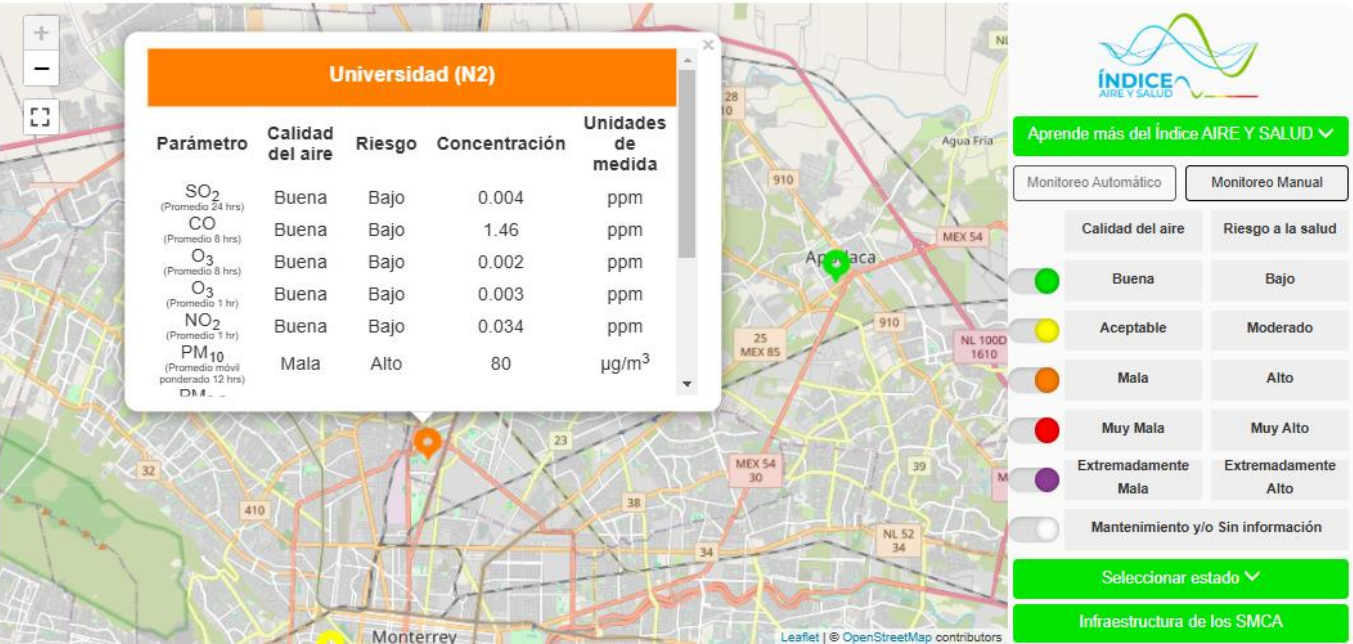 Universidad (N2)
Parámetro Calidad del aire Riesgo Concentración Unidades de medida
SO2 (Promedio 24 hrs) Buena Bajo 0.004 ppm
CO (Promedio 8 hrs) Buena Bajo 1.46 ppm
O3 (Promedio 8 hrs) Buena Bajo 0.002 ppm
O3 (Promedio 1 hr) Buena Bajo 0.003 ppm
NO2 (Promedio 1 hr) Buena Bajo 0.034 ppm
PM10 (Promedio móvil ponderado 12 hrs) Mala Alto 80 µg/m3
28
10
Agua Fría
910
MEX 54
910
25
MEX 85
NL 100D
1610
23
MEX 54
30
39
32
410
38
NL 52
34
34
Monterrey
Leaflet | © OpenStreetMap contributors
ÍNDICE
AIRE Y SALUD
Aprende más del Índice AIRE Y SALUD
Monitoreo Automático Monitoreo Manual
Calidad del aire Riesgo a la salud
Buena Bajo
Aceptable Moderado
Mala Alto
Muy Mala Muy Alto
Extremadamente Mala Extremadamente Alto
Mantenimiento y/o Sin información
Seleccionar estado
Infraestructura de los SMCA